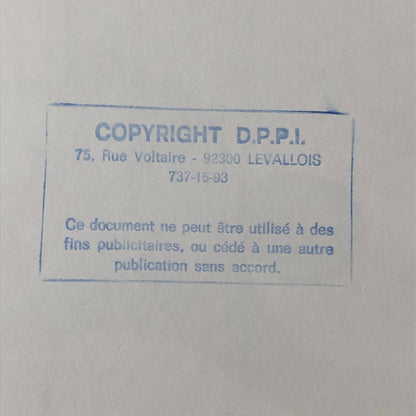 COPYRIGHT D.P.P.I.
75, Rue Voltaire - 92300 LEVALLOIS
737-16-93
Ce document ne peut être utilisé à des
fins publicitaires, ou cédé à une autre
publication sans accord.